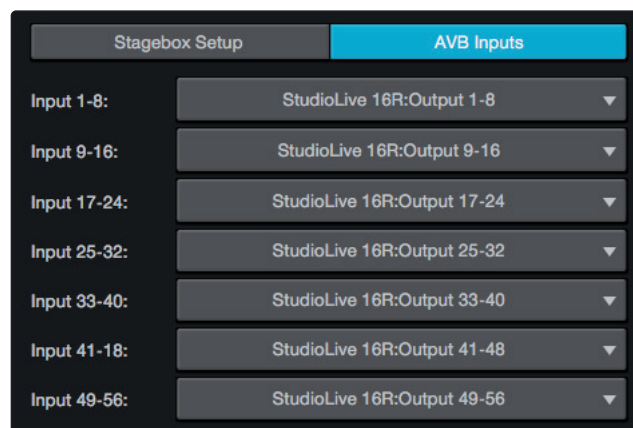 Stagebox Setup AVB Inputs
Input 1-8: StudioLive 16R:Output 1-8
Input 9-16: StudioLive 16R:Output 9-16
Input 17-24: StudioLive 16R:Output 17-24
Input 25-32: StudioLive 16R:Output 25-32
Input 33-40: StudioLive 16R:Output 33-40
Input 41-18: StudioLive 16R:Output 41-48
Input 49-56: StudioLive 16R:Output 49-56